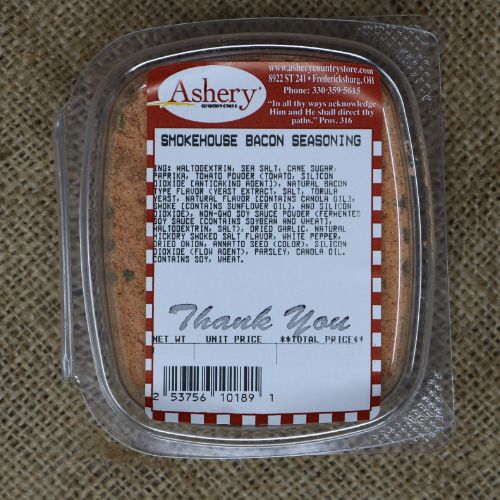 Ashery
COUNTRY STORE
www.asherycountrystore.com
8922 ST 241 • Fredericksburg, OH
Phone: 330-359-5615
"In all thy ways acknowledge
Him and He shall direct thy
paths." Prov. 316
SMOKEHOUSE BACON SEASONING
ING: MALTODEXTRIN, SEA SALT, CANE SUGAR,
PAPRIKA, TOMATO POWDER (TOMATO, SILICON
DIOXIDE [ANTICAKING AGENT]), NATURAL BACON
TYPE FLAVOR (YEAST EXTRACT, SALT, TORULA
YEAST, NATURAL FLAVOR [CONTAINS CANOLA OIL],
SMOKE [CONTAINS SUNFLOWER OIL], AND SILICON
DIOXIDE), NON-GMO SOY SAUCE POWDER (FERMENTED
SOY SAUCE [CONTAINS SOYBEAN AND WHEAT],
MALTODEXTRIN, SALT), DRIED GARLIC, NATURAL
HICKORY SMOKED SALT FLAVOR, WHITE PEPPER,
DRIED ONION, ANNATTO SEED (COLOR), SILICON
DIOXIDE (FLOW AGENT), PARSLEY, CANOLA OIL.
CONTAINS SOY, WHEAT.
Thank You
NET WT UNIT PRICE **TOTAL PRICE**
2 53756 10189 1